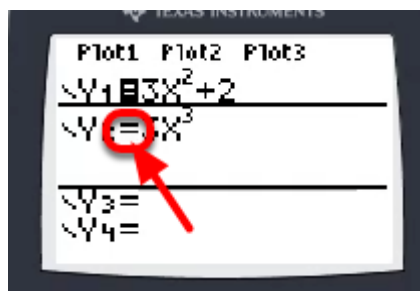 TEXAS INSTRUMENTS
Plot1 Plot2 Plot3
\Y1=3X²+2
=X³
\Y3=
\Y4=